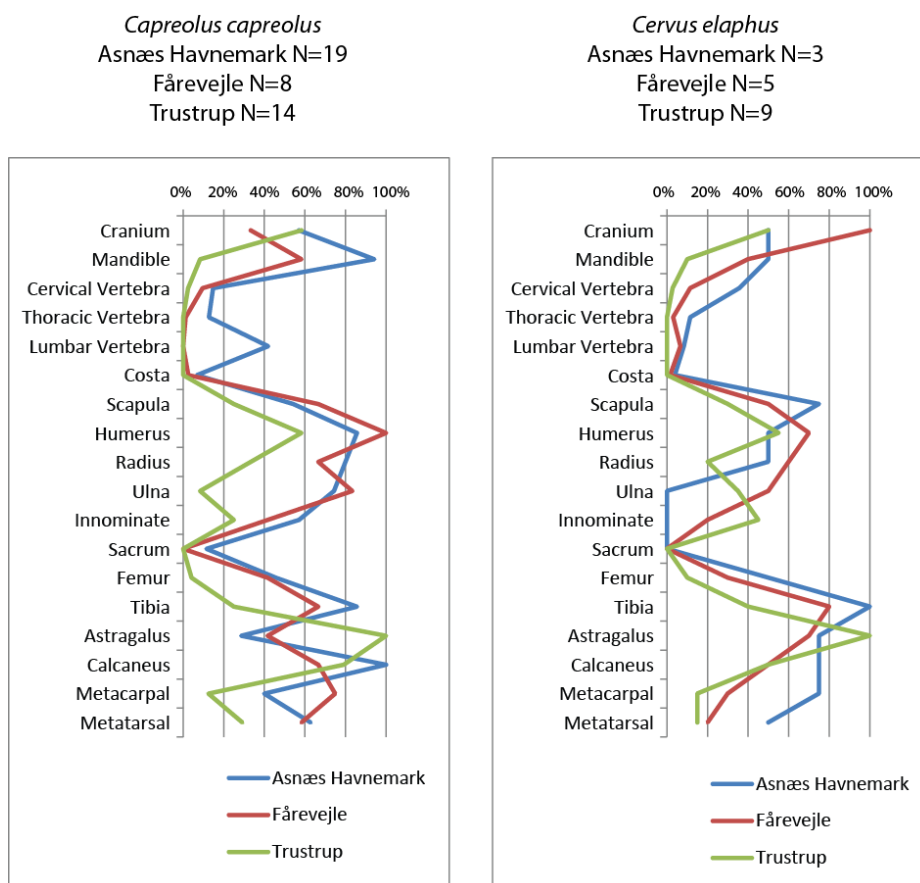 Capreolus capreolus
Asnæs Havnemark N=19
Fårevejle N=8
Trustrup N=14
0% 20% 40% 60% 80% 100%
Cranium
Mandible
Cervical Vertebra
Thoracic Vertebra
Lumbar Vertebra
Costa
Scapula
Humerus
Radius
Ulna
Innominate
Sacrum
Femur
Tibia
Astragalus
Calcaneus
Metacarpal
Metatarsal
Asnæs Havnemark
Fårevejle
Trustrup
Cervus elaphus
Asnæs Havnemark N=3
Fårevejle N=5
Trustrup N=9
0% 20% 40% 60% 80% 100%
Cranium
Mandible
Cervical Vertebra
Thoracic Vertebra
Lumbar Vertebra
Costa
Scapula
Humerus
Radius
Ulna
Innominate
Sacrum
Femur
Tibia
Astragalus
Calcaneus
Metacarpal
Metatarsal
Asnæs Havnemark
Fårevejle
Trustrup